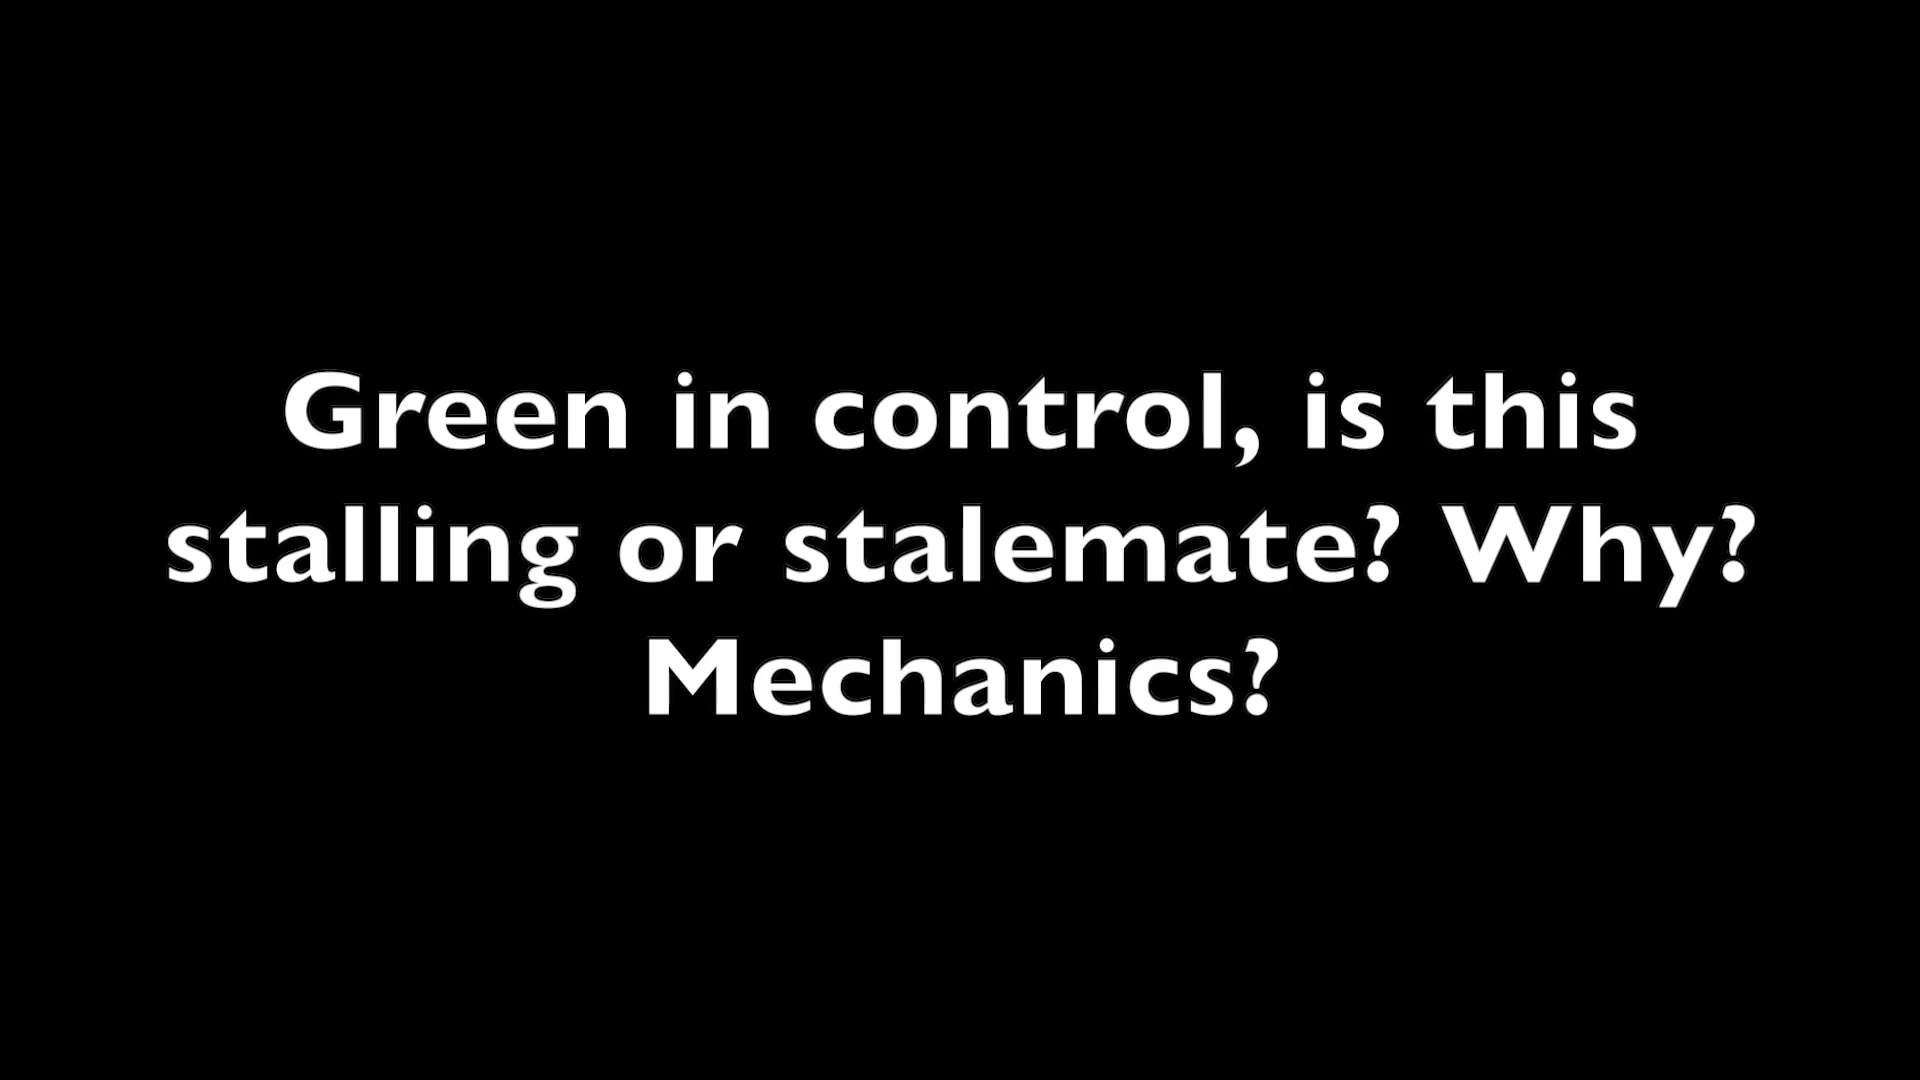 Green in control, is this
stalling or stalemate? Why?
Mechanics?